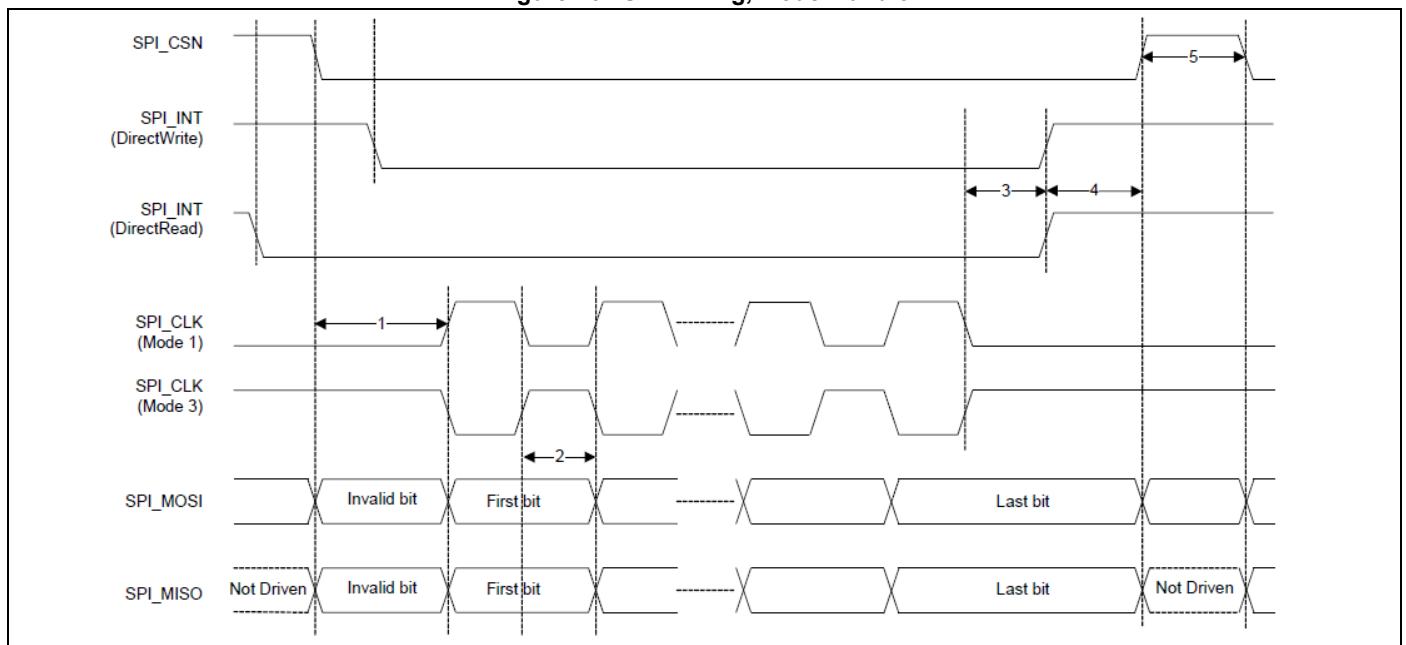 SPI_CSN
5
SPI_INT
(DirectWrite)
3
4
SPI_INT
(DirectRead)
SPI_CLK
(Mode 1)
1
SPI_CLK
(Mode 3)
2
SPI_MOSI
Invalid bit
First bit
Last bit
SPI_MISO
Not Driven
Invalid bit
First bit
Last bit
Not Driven